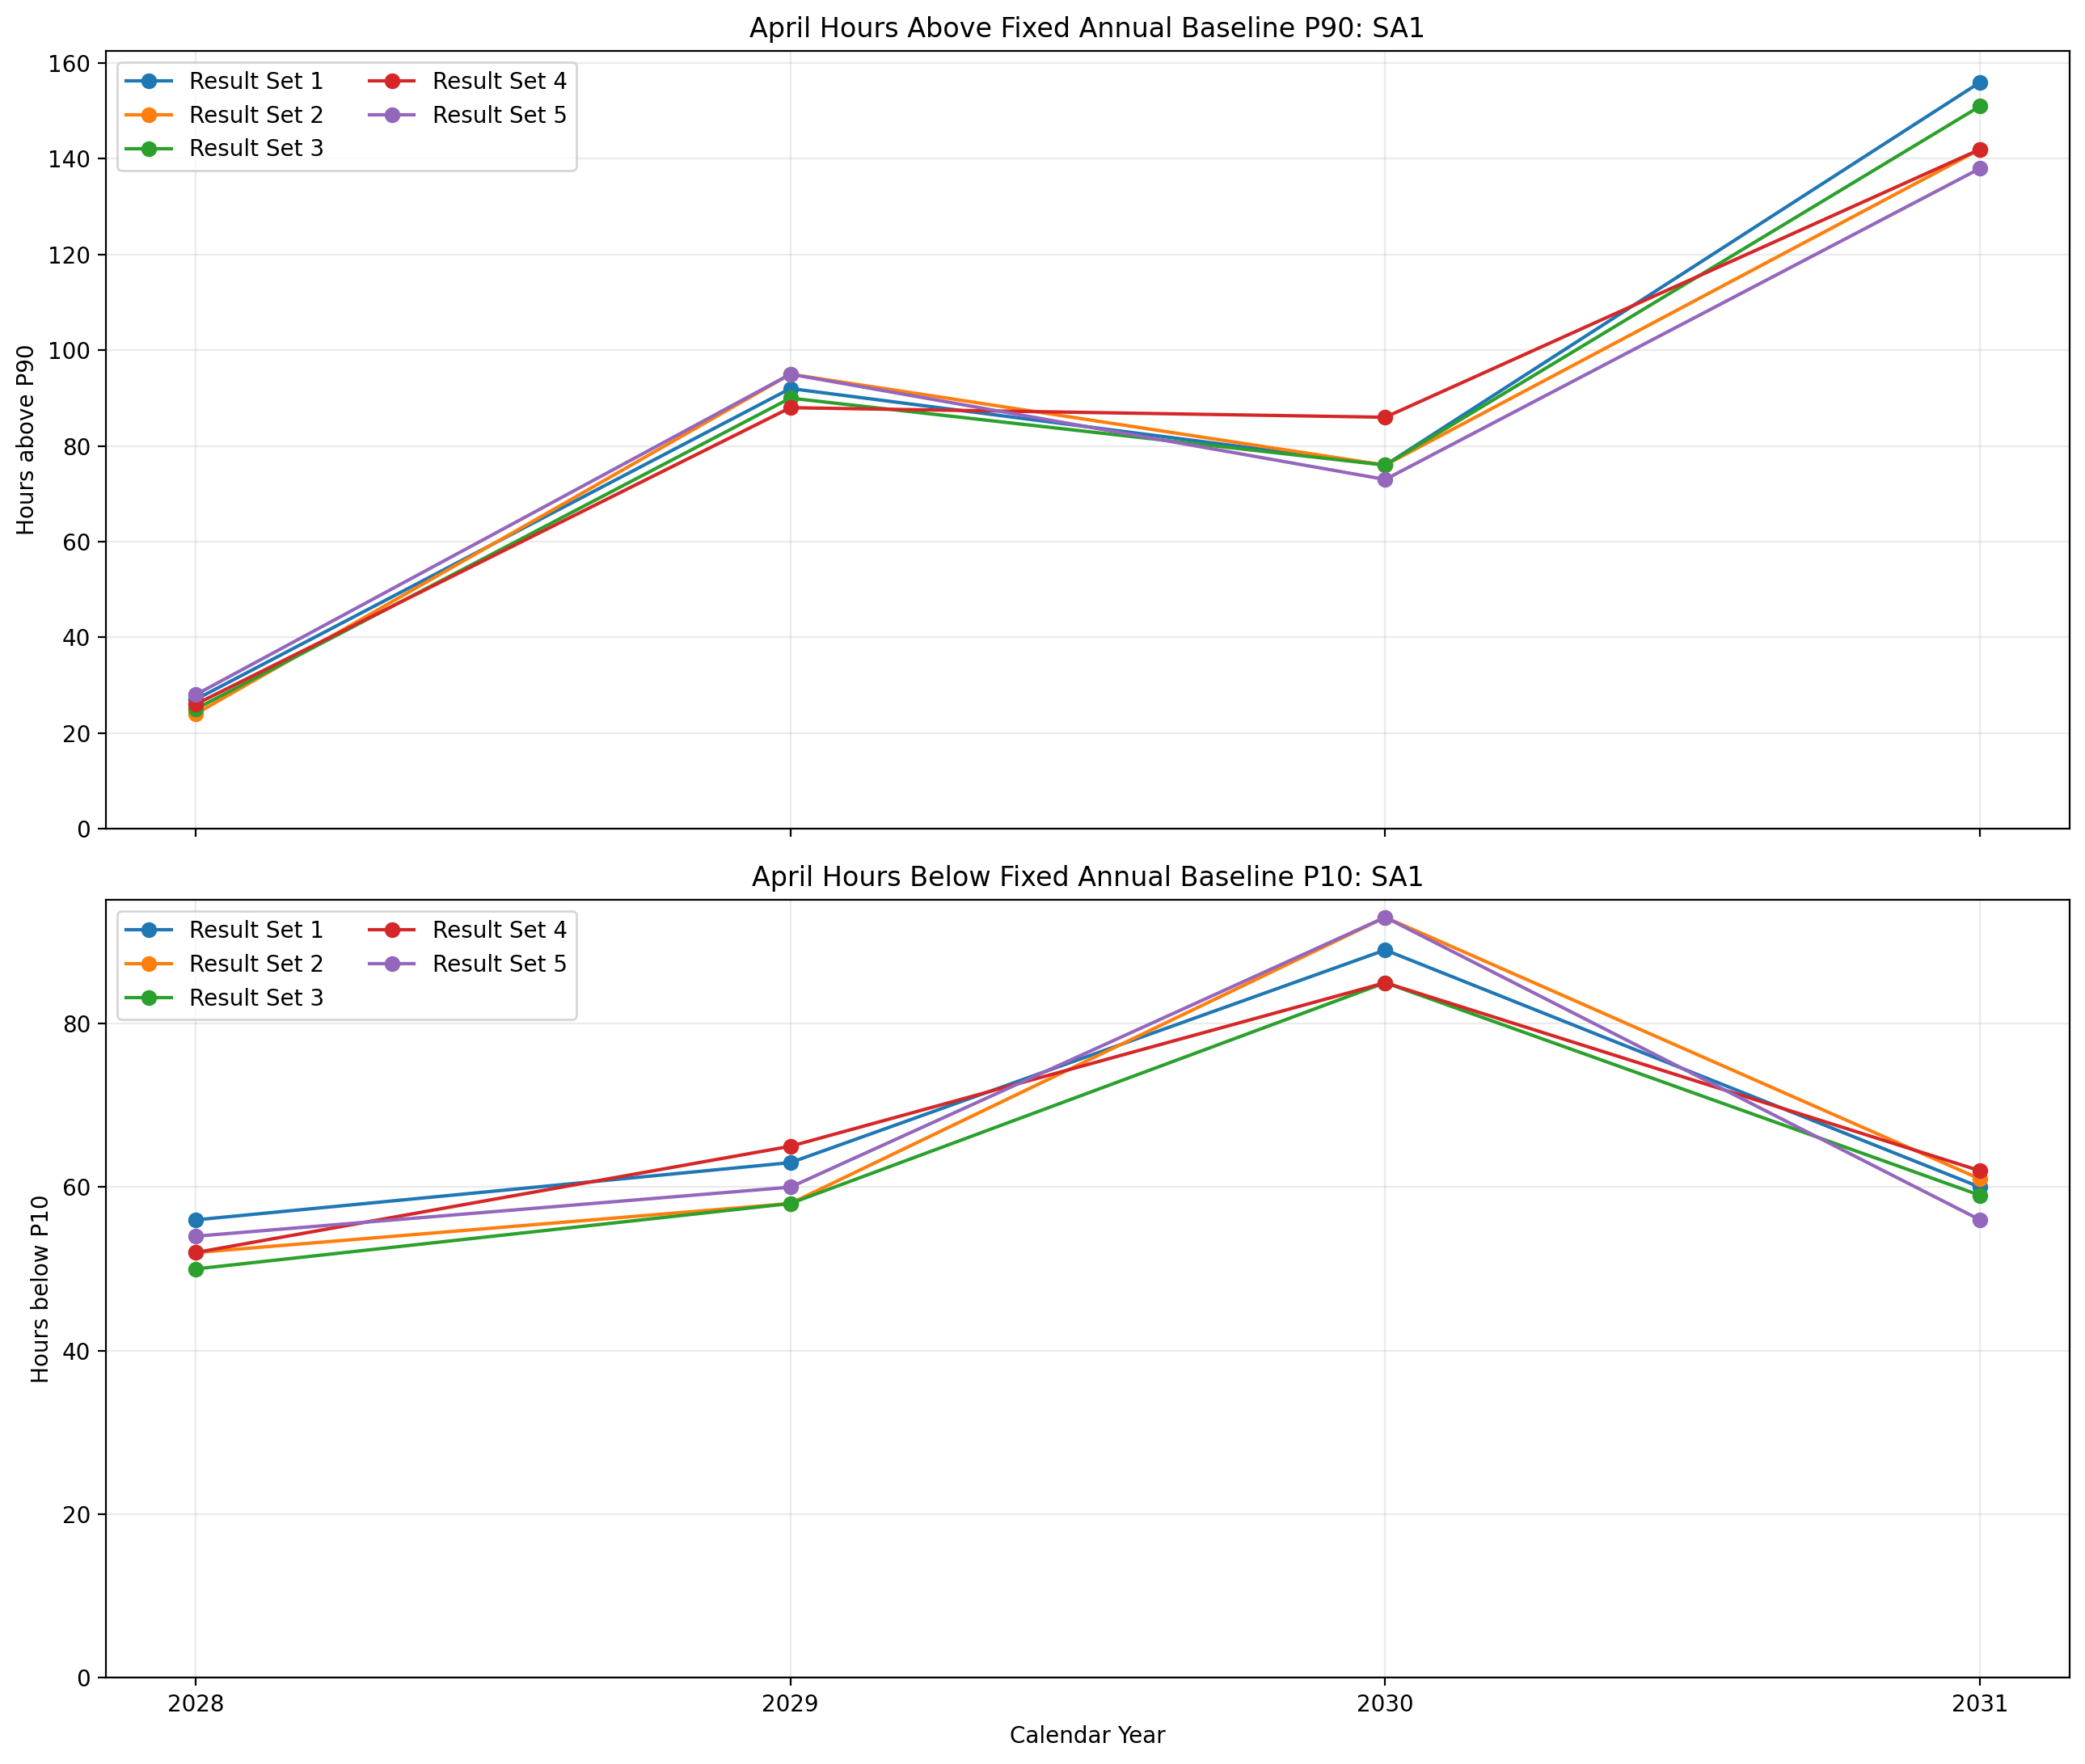 April Hours Above Fixed Annual Baseline P90: SA1
160
140
120
100
80
60
40
20
0
Hours above P90
Result Set 1
Result Set 2
Result Set 3
Result Set 4
Result Set 5
April Hours Below Fixed Annual Baseline P10: SA1
80
60
40
20
0
Hours below P10
Result Set 1
Result Set 2
Result Set 3
Result Set 4
Result Set 5
2028
2029
2030
2031
Calendar Year